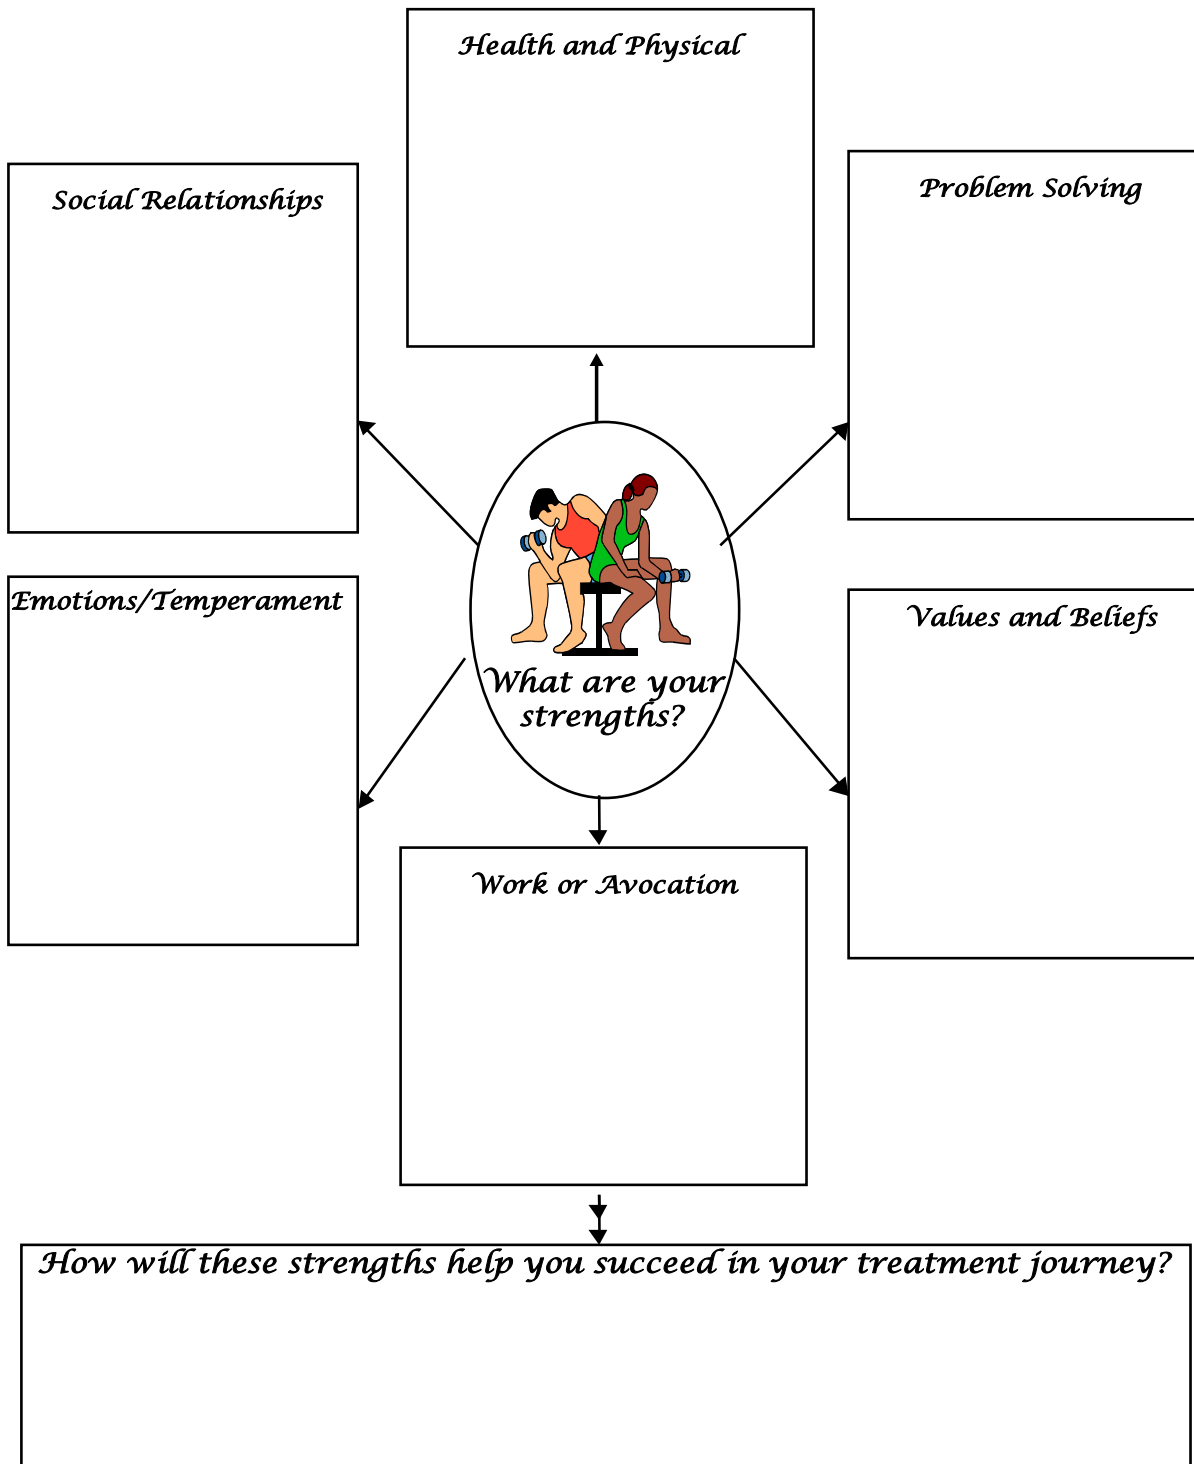 Health and Physical
Social Relationships
Problem Solving
Emotions/Temperament
Values and Beliefs
What are your
strengths?
Work or Avocation
How will these strengths help you succeed in your treatment journey?